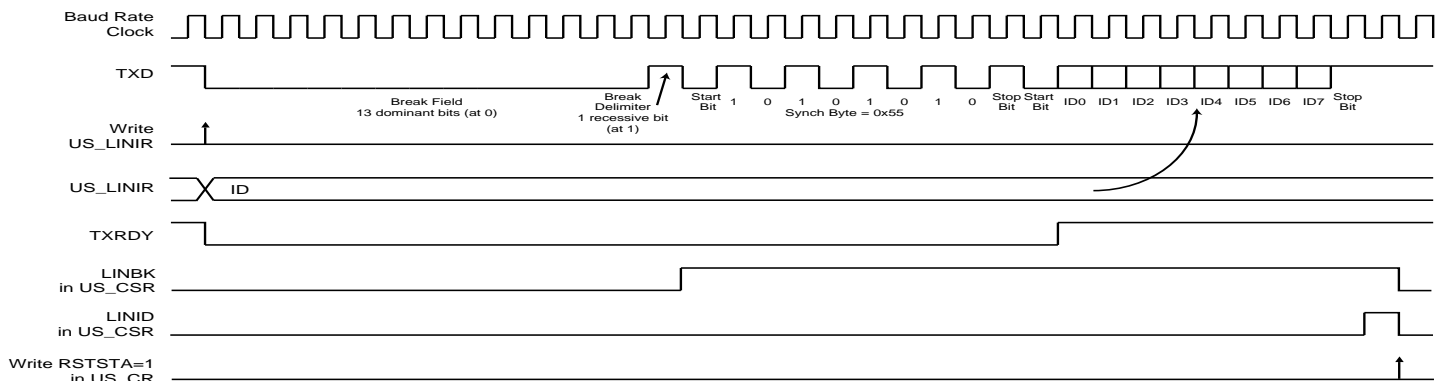 Baud Rate
Clock
TXD
Break Field
13 dominant bits (at 0)
Break
Delimiter
1 recessive bit
(at 1)
Start
Bit
1 0 1 0 1 0 1 0
Synch Byte = 0x55
Stop
Bit
Start
Bit
ID0 ID1 ID2 ID3 ID4 ID5 ID6 ID7
Stop
Bit
Write
US_LINIR
US_LINIR
ID
TXRDY
LINBK
in US_CSR
LINID
in US_CSR
Write RSTSTA=1
in US_CR